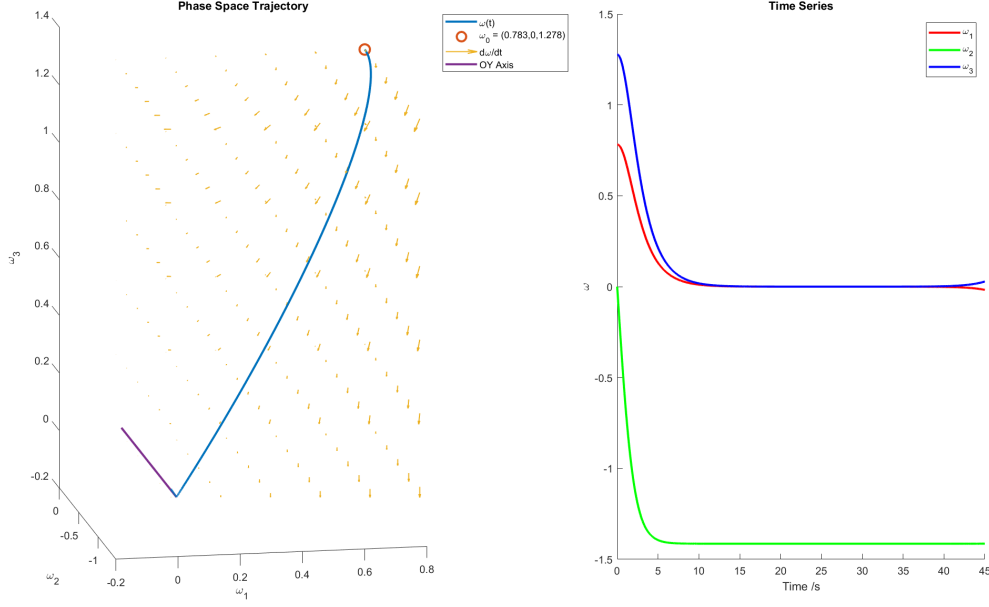 Phase Space Trajectory
1.4
1.2
1
0.8
0.6
0.4
0.2
0
-0.2
ω3
0
-0.5
-1
ω2
-0.2
0
0.2
0.4
0.6
0.8
ω1
ω(t)
ω0 = (0.783,0,1.278)
dω/dt
OY Axis
Time Series
1.5
1
0.5
0
-0.5
-1
-1.5
ω
0
5
10
15
20
25
30
35
40
45
Time /s
ω1
ω2
ω3